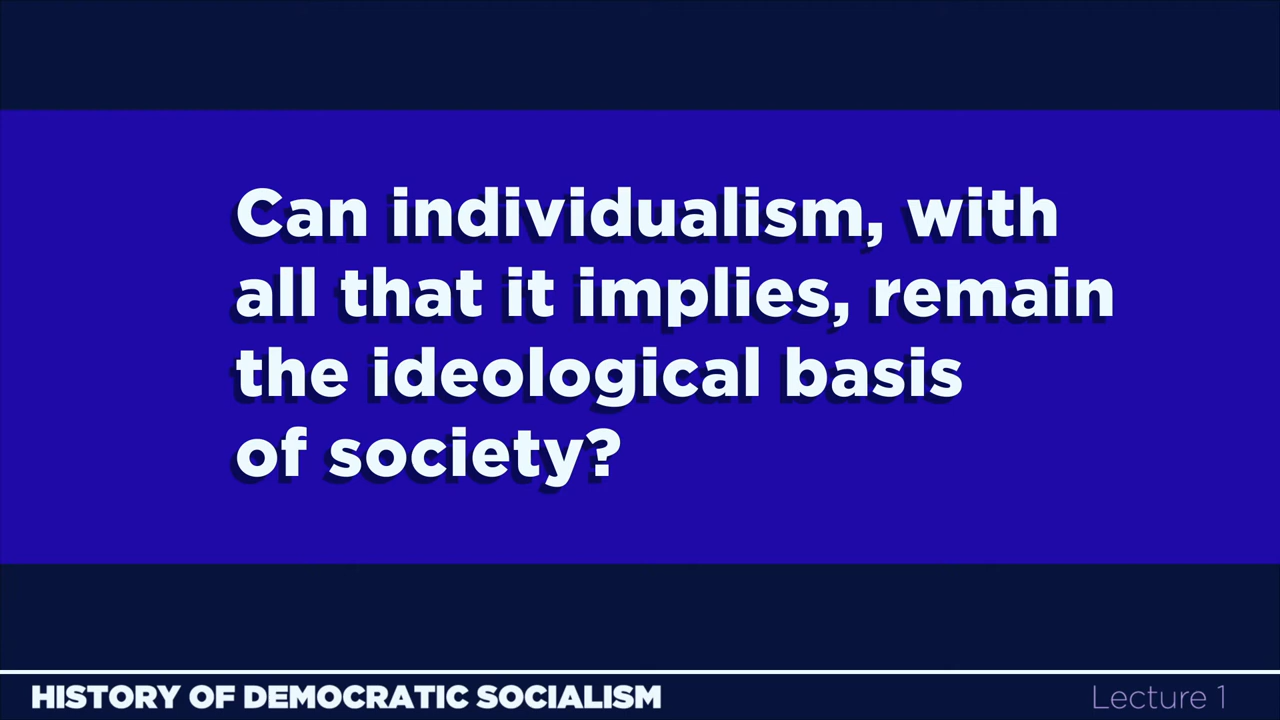 Can individualism, with
all that it implies, remain
the ideological basis
of society?
HISTORY OF DEMOCRATIC SOCIALISM
Lecture 1